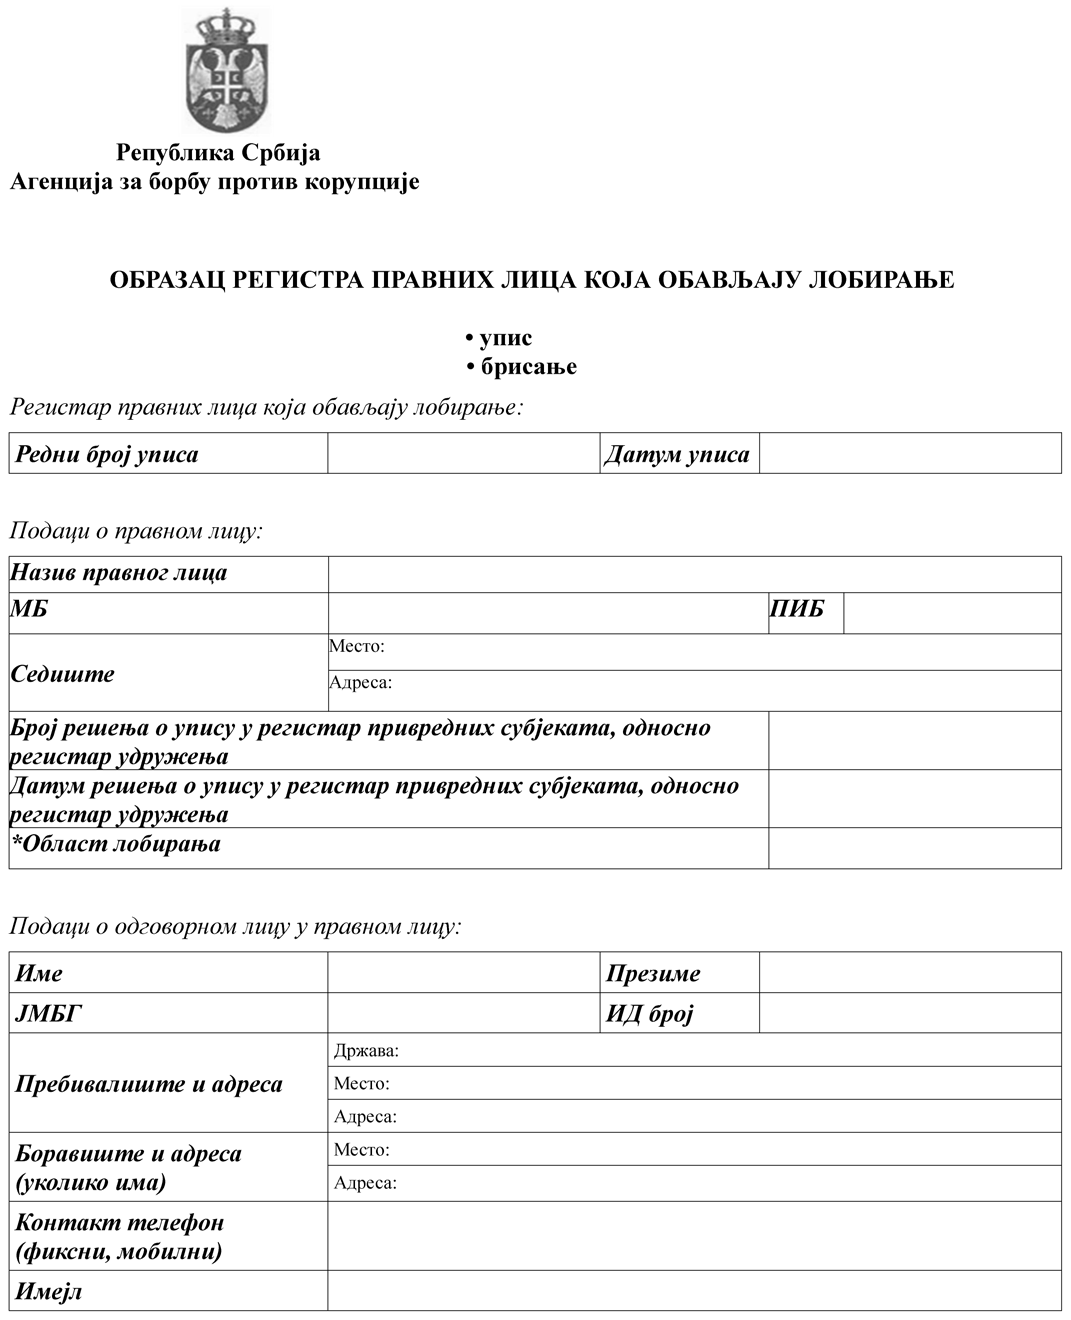 Република Србија
Агенција за борбу против корупције
ОБРАЗАЦ РЕГИСТРА ПРАВНИХ ЛИЦА КОЈА ОБАВЉАЈУ ЛОБИРАЊЕ
• упис
• брисање
Регистар правних лица која обављају лобирање:
Редни број уписа Датум уписа
Подаци о правном лицу:
Назив правног лица
МБ ПИБ
Седиште
Место:
Адреса:
Број решења о упису у регистар привредних субјеката, односно
регистар удружења
Датум решења о упису у регистар привредних субјеката, односно
регистар удружења
*Област лобирања
Подаци о одговорном лицу у правном лицу:
Име Презиме
ЈМБГ ИД број
Пребивалиште и адреса
Држава:
Место:
Адреса:
Боравиште и адреса
(уколико има)
Место:
Адреса:
Контакт телефон
(фиксни, мобилни)
Имејл